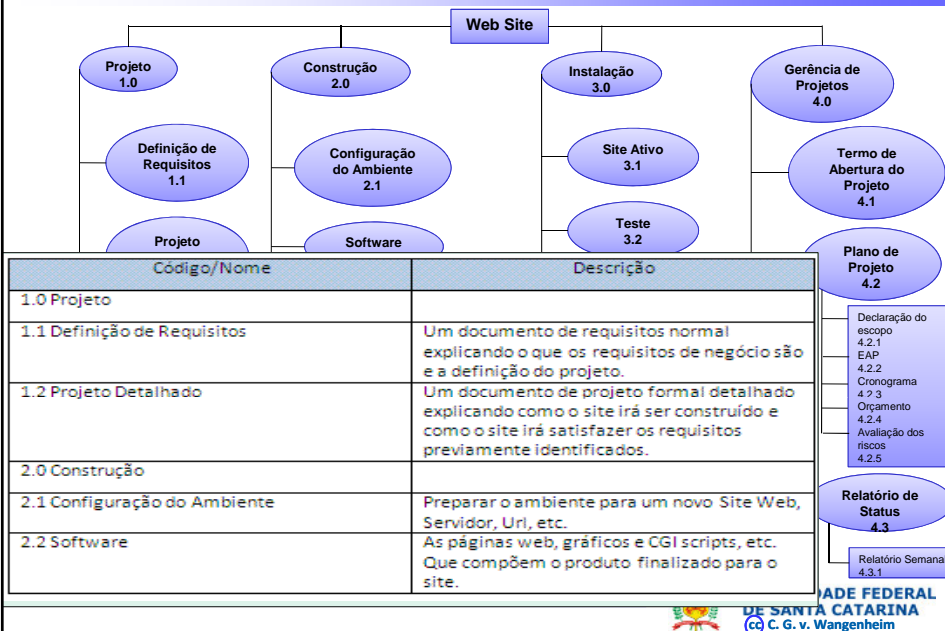 Web Site
Projeto
1.0
Construção
2.0
Instalação
3.0
Gerência de
Projetos
4.0
Definição de
Requisitos
1.1
Configuração
do Ambiente
2.1
Site Ativo
3.1
Termo de
Abertura do
Projeto
4.1
Projeto
Software
Teste
3.2
Plano de
Projeto
4.2
Declaração do
escopo
4.2.1
EAP
4.2.2
Cronograma
4.2.3
Orçamento
4.2.4
Avaliação dos
riscos
4.2.5
Relatório de
Status
4.3
Relatório Semanal
4.3.1
Código/Nome
Descrição
1.0 Projeto
1.1 Definição de Requisitos
Um documento de requisitos normal
explicando o que os requisitos de negócio são
e a definição do projeto.
1.2 Projeto Detalhado
Um documento de projeto formal detalhado
explicando como o site irá ser construído e
como o site irá satisfazer os requisitos
previamente identificados.
2.0 Construção
2.1 Configuração do Ambiente
Preparar o ambiente para um novo Site Web,
Servidor, Url, etc.
2.2 Software
As páginas web, gráficos e CGI scripts, etc.
Que compõem o produto finalizado para o
site.
ADE FEDERAL
DE SANTA CATARINA
(cc) C. G. v. Wangenheim